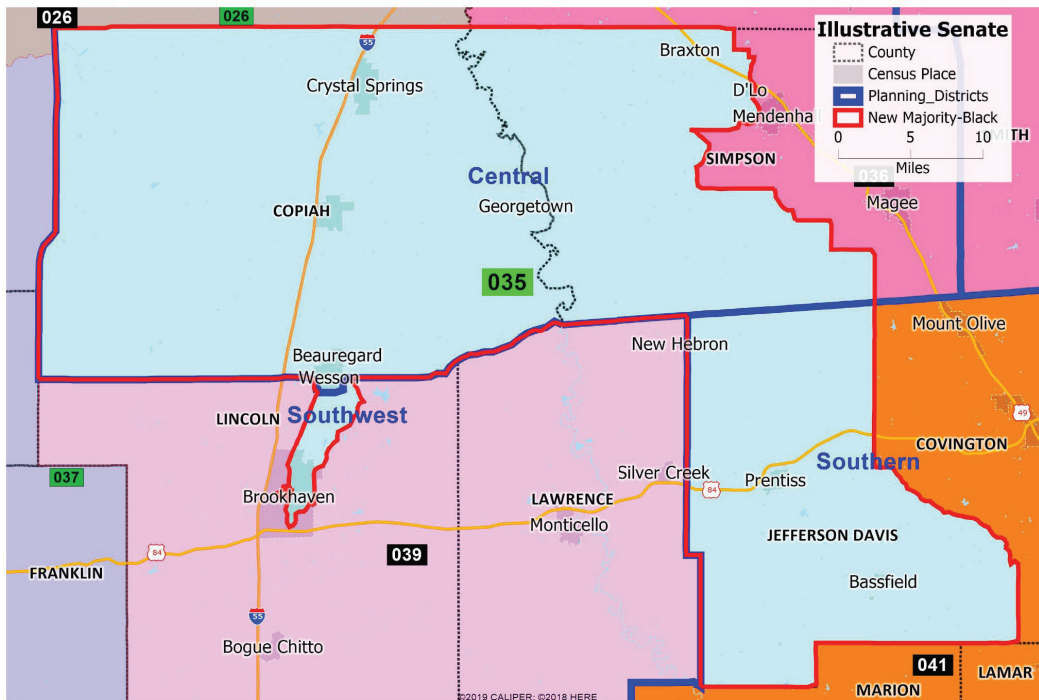 026
026
55
Crystal Springs
Braxton
D'Lo
Mendenhall
SIMPSON
Illustrative Senate
County
Census Place
Planning_Districts
New Majority-Black
0 5 10
Miles
036
Magee
Central
Georgetown
COPIAH
035
Mount Olive
Beauregard
Wesson
New Hebron
LINCOLN
Southwest
49
COVINGTON
037
Silver Creek
84
Southern
Prentiss
Brookhaven
LAWRENCE
Monticello
JEFFERSON DAVIS
84
039
FRANKLIN
Bassfield
55
Bogue Chitto
041
LAMAR
MARION
©2019 CALIPER; ©2018 HERE